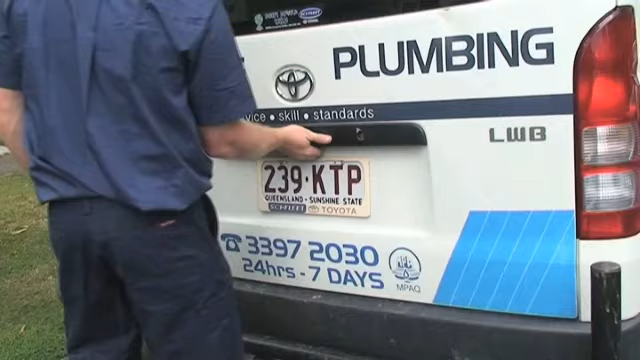 PLUMBING
vice • skill • standards
LWB
239·KTP
QUEENSLAND - SUNSHINE STATE
TOYOTA
3397 2030
24hrs - 7 DAYS
MPAQ